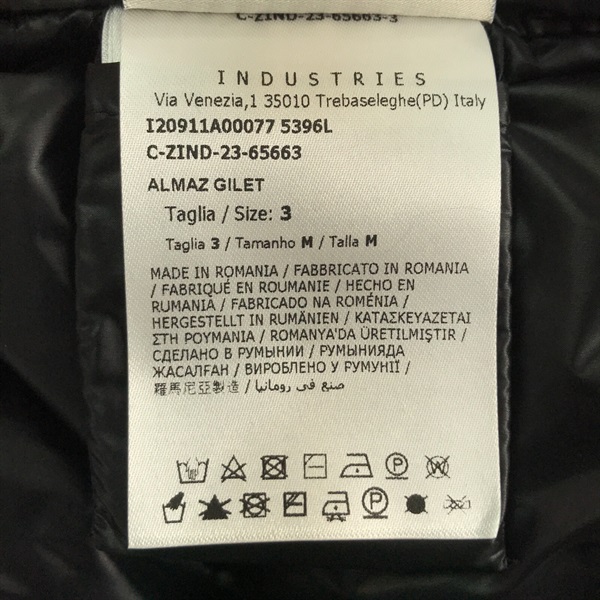 C-ZIND-23-65663-3
INDUSTRIES
Via Venezia,1 35010 Trebaseleghe(PD) Italy
I20911A00077 5396L
C-ZIND-23-65663
ALMAZ GILET
Taglia / Size: 3
Taglia 3 / Tamanho M / Talla M
MADE IN ROMANIA / FABBRICATO IN ROMANIA
/ FABRIQUÉ EN ROUMANIE / HECHO EN
RUMANIA / FABRICADO NA ROMÉNIA /
HERGESTELLT IN RUMÄNIEN / ΚΑΤΑΣΚΕΥΑΖΕΤΑΙ
ΣΤΗ ΡΟΥΜΑΝΙΑ / ROMANYA'DA ÜRETILMIŞTIR /
СДЕЛАНО В РУМЫНИИ / РУМЫНИЯДА
ЖАСАЛҒАН / ВИРОБЛЕНО У РУМУНІЇ /
羅馬尼亞製造 / صنع في رومانيا